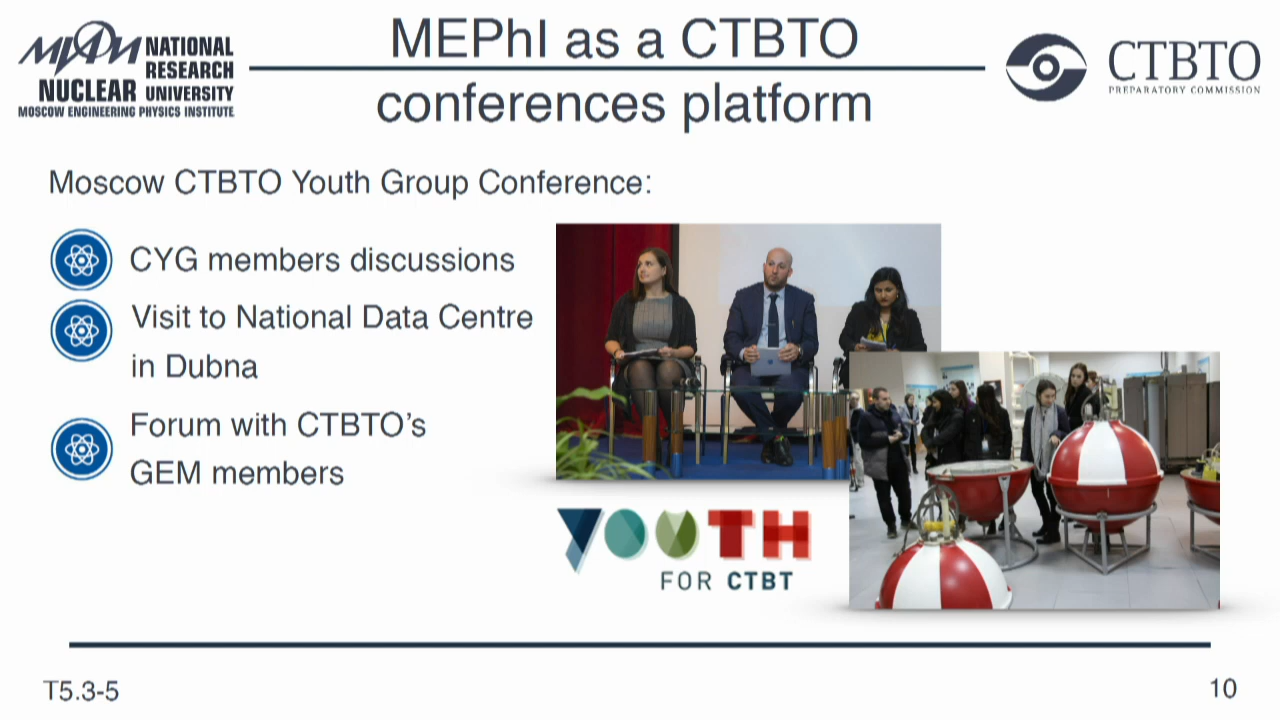 MEPhI as a CTBTO
conferences platform
NATIONAL
RESEARCH
NUCLEAR UNIVERSITY
MOSCOW ENGINEERING PHYSICS INSTITUTE
CTBTO
PREPARATORY COMMISSION
Moscow CTBTO Youth Group Conference:
CYG members discussions
Visit to National Data Centre
in Dubna
Forum with CTBTO’s
GEM members
YOUTH
FOR CTBT
T5.3-5
10